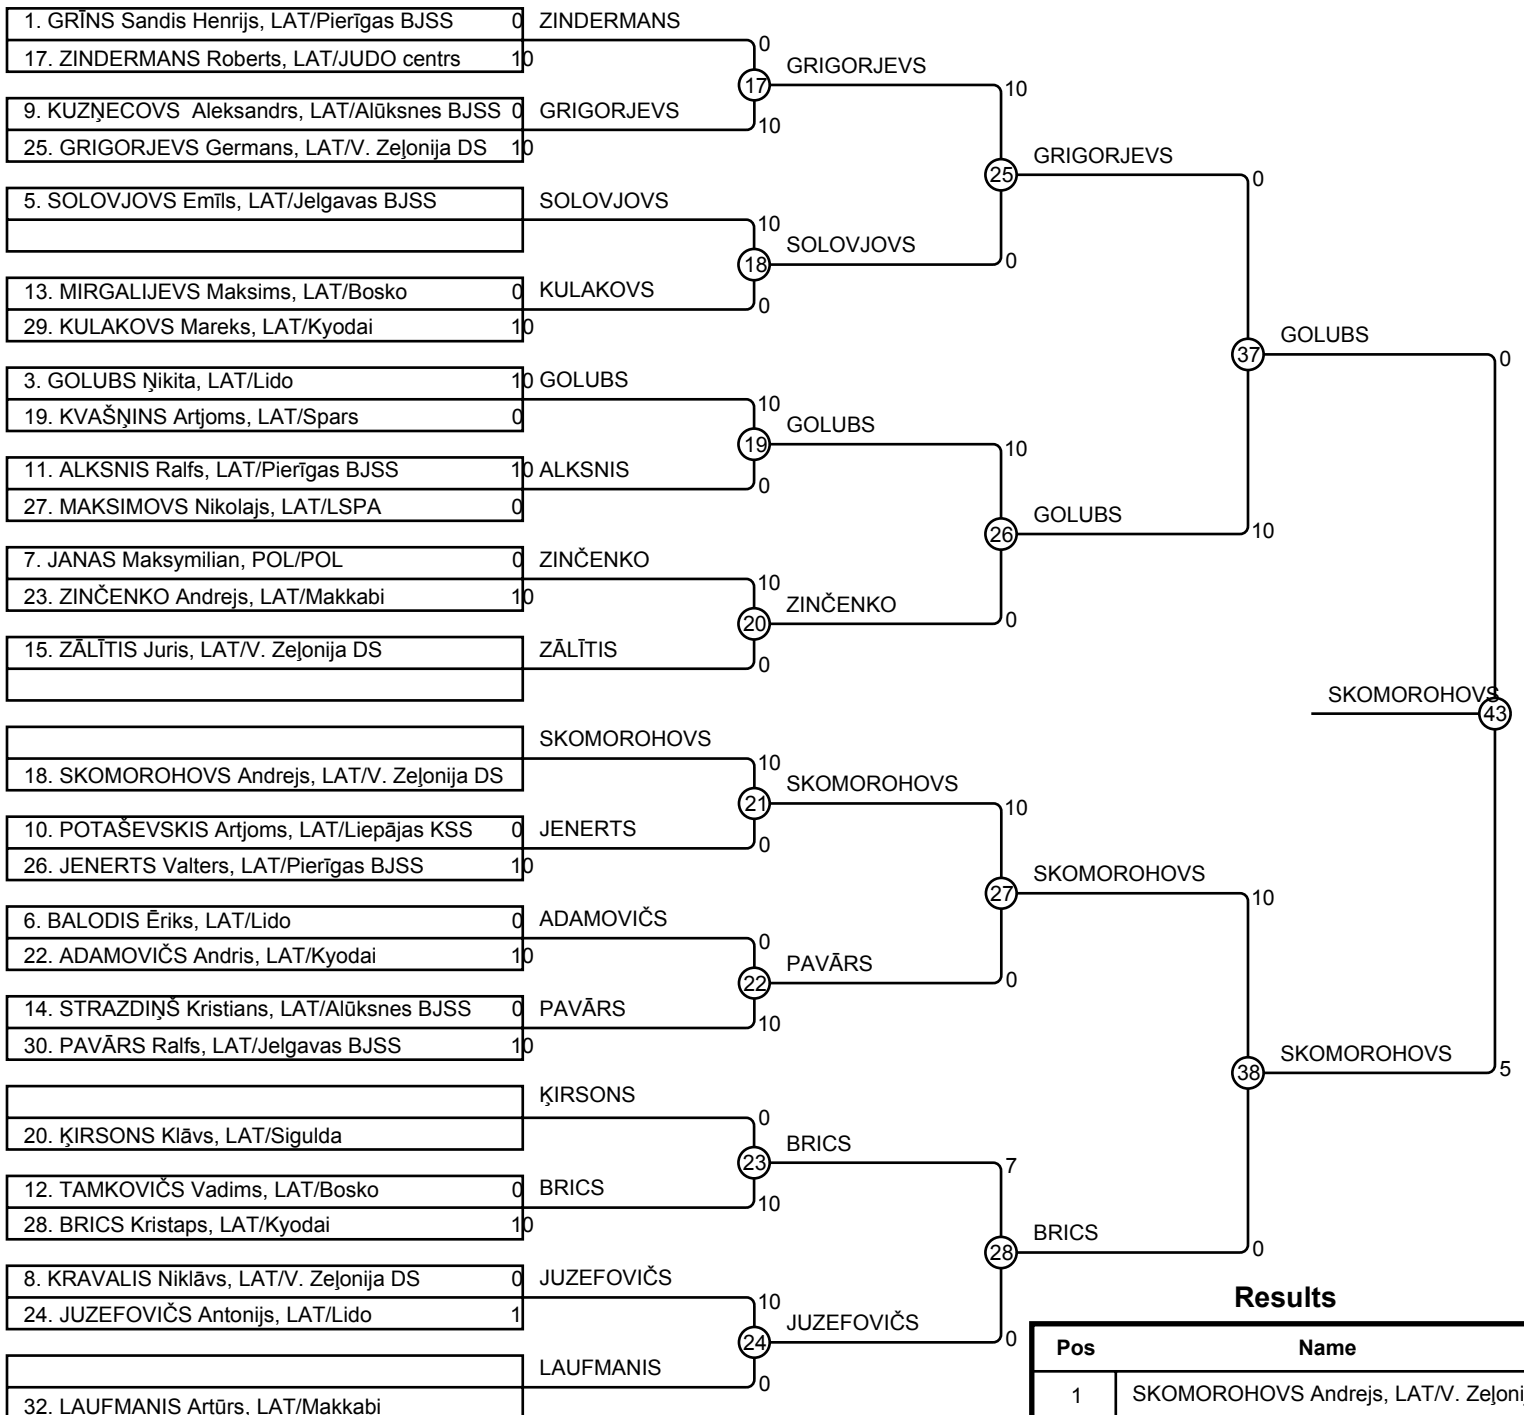 1. GRĪNS Sandis Henrijs, LAT/Pierīgas BJSS 0 ZINDERMANS
17. ZINDERMANS Roberts, LAT/JUDO centrs 10
0
17
GRIGORJEVS
10
9. KUZŅECOVS Aleksandrs, LAT/Alūksnes BJSS 0 GRIGORJEVS
25. GRIGORJEVS Germans, LAT/V. Zeļonija DS 10
10
25
GRIGORJEVS
0
5. SOLOVJOVS Emīls, LAT/Jelgavas BJSS SOLOVJOVS
10
18
SOLOVJOVS
0
13. MIRGALIJEVS Maksims, LAT/Bosko 0 KULAKOVS
29. KULAKOVS Mareks, LAT/Kyodai 10
0
37
GOLUBS
0
3. GOLUBS Ņikita, LAT/Lido 10 GOLUBS
19. KVAŠŅINS Artjoms, LAT/Spars 0
10
19
GOLUBS
10
11. ALKSNIS Ralfs, LAT/Pierīgas BJSS 10 ALKSNIS
27. MAKSIMOVS Nikolajs, LAT/LSPA 0
0
26
GOLUBS
10
7. JANAS Maksymilian, POL/POL 0 ZINČENKO
23. ZINČENKO Andrejs, LAT/Makkabi 10
10
20
ZINČENKO
0
15. ZĀLĪTIS Juris, LAT/V. Zeļonija DS ZĀLĪTIS
0
SKOMOROHOVS
43
SKOMOROHOVS
18. SKOMOROHOVS Andrejs, LAT/V. Zeļonija DS
10
21
SKOMOROHOVS
10
10. POTAŠEVSKIS Artjoms, LAT/Liepājas KSS 0 JENERTS
26. JENERTS Valters, LAT/Pierīgas BJSS 10
0
27
SKOMOROHOVS
10
6. BALODIS Ēriks, LAT/Lido 0 ADAMOVIČS
22. ADAMOVIČS Andris, LAT/Kyodai 10
0
22
PAVĀRS
0
14. STRAZDIŅŠ Kristians, LAT/Alūksnes BJSS 0 PAVĀRS
30. PAVĀRS Ralfs, LAT/Jelgavas BJSS 10
10
38
SKOMOROHOVS
5
ĶIRSONS
20. ĶIRSONS Klāvs, LAT/Sigulda
0
23
BRICS
7
12. TAMKOVIČS Vadims, LAT/Bosko 0 BRICS
28. BRICS Kristaps, LAT/Kyodai 10
10
28
BRICS
0
8. KRAVALIS Niklāvs, LAT/V. Zeļonija DS 0 JUZEFOVIČS
24. JUZEFOVIČS Antonijs, LAT/Lido 1
10
24
JUZEFOVIČS
0
LAUFMANIS
32. LAUFMANIS Artūrs, LAT/Makkabi
0
Results
Pos Name
1 SKOMOROHOVS Andrejs, LAT/V. Zeļonij